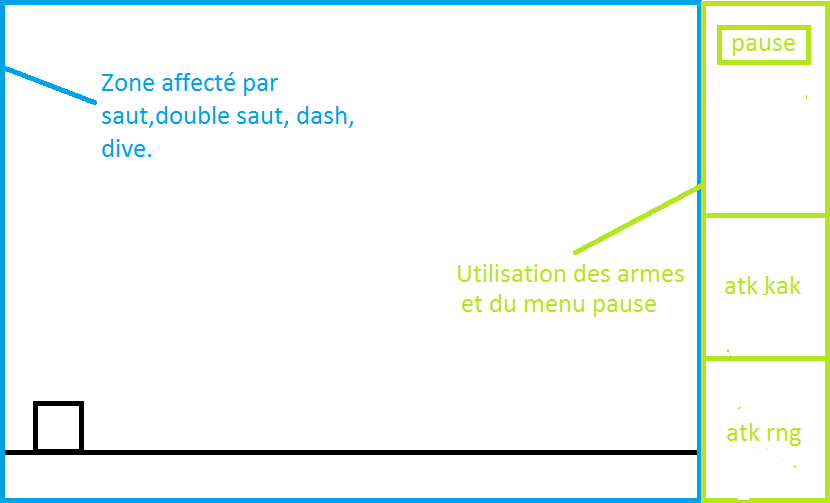 pause
Zone affecté par
saut,double saut, dash,
dive.
Utilisation des armes
et du menu pause
atk kak
atk rng